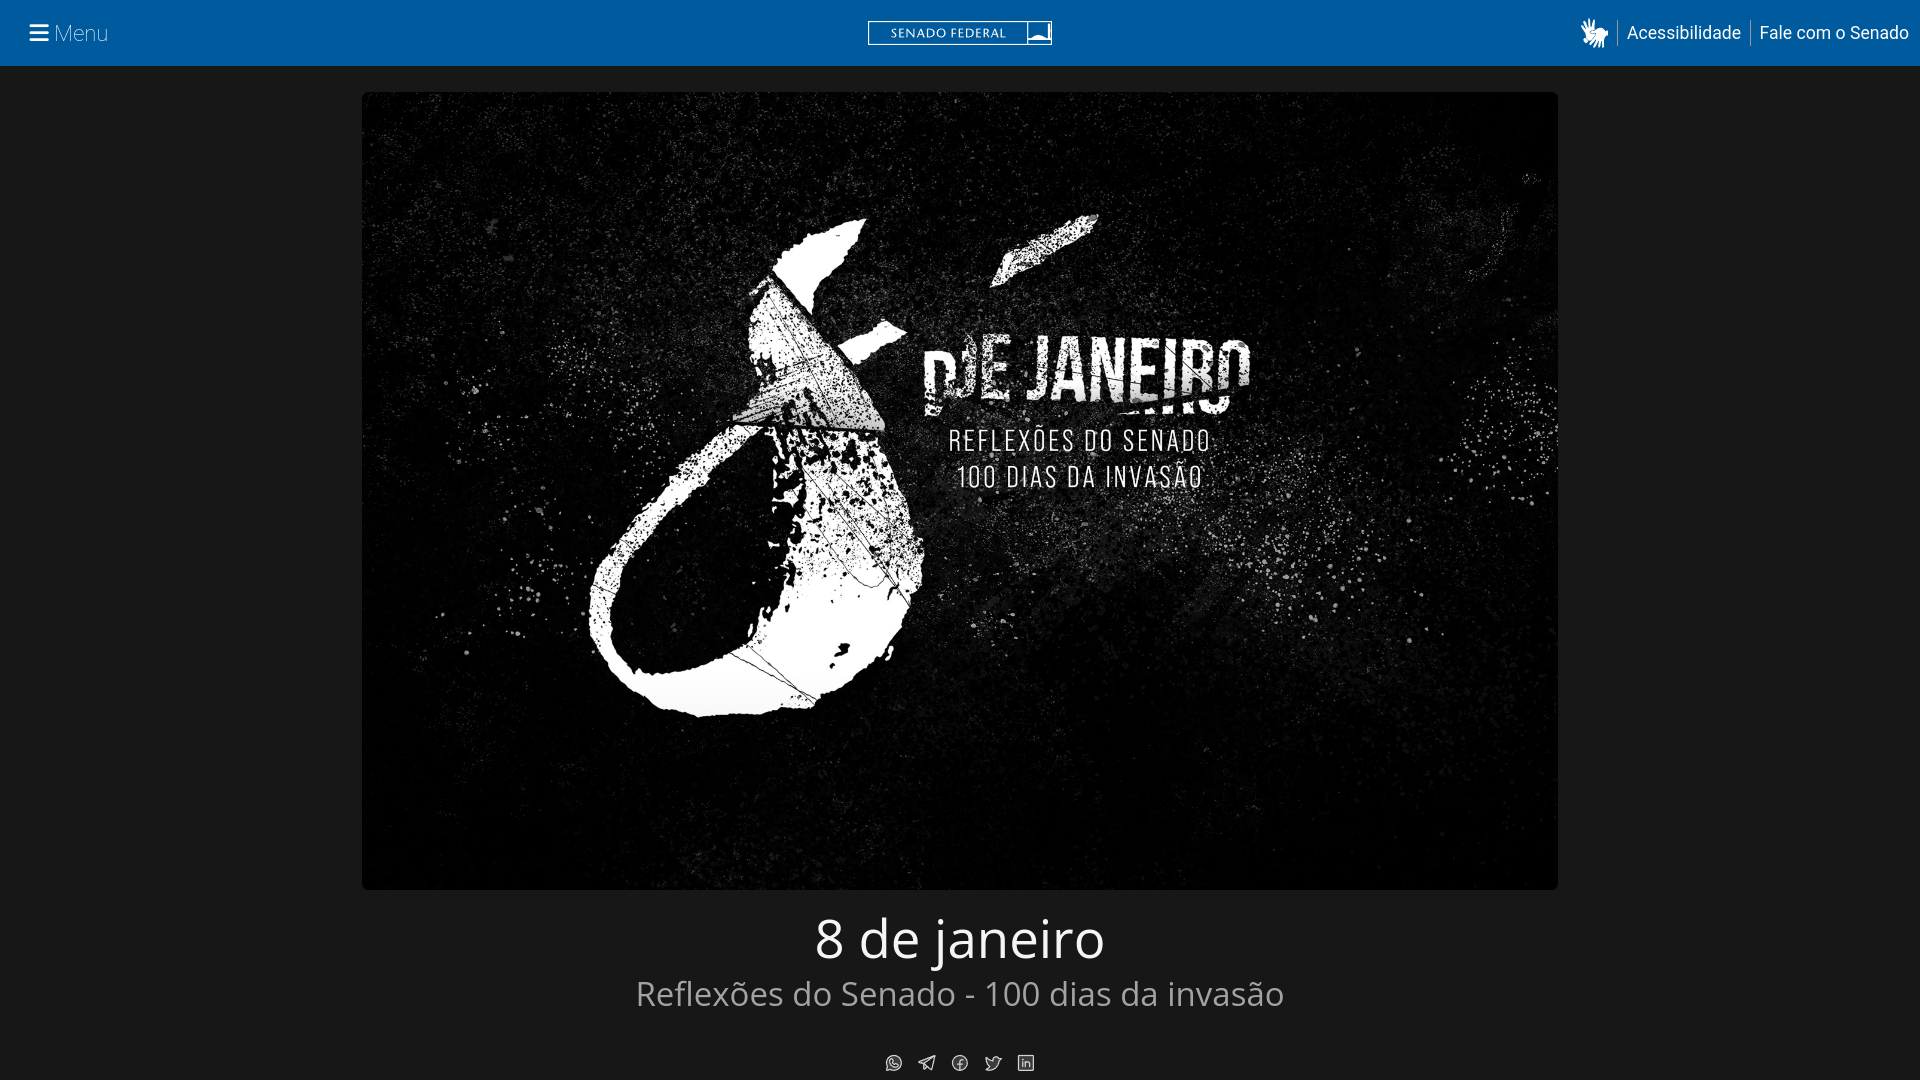 Menu
SENADO FEDERAL
Acessibilidade
Fale com o Senado
8 DE JANEIRO
REFLEXÕES DO SENADO
100 DIAS DA INVASÃO
8 de janeiro
Reflexões do Senado - 100 dias da invasão